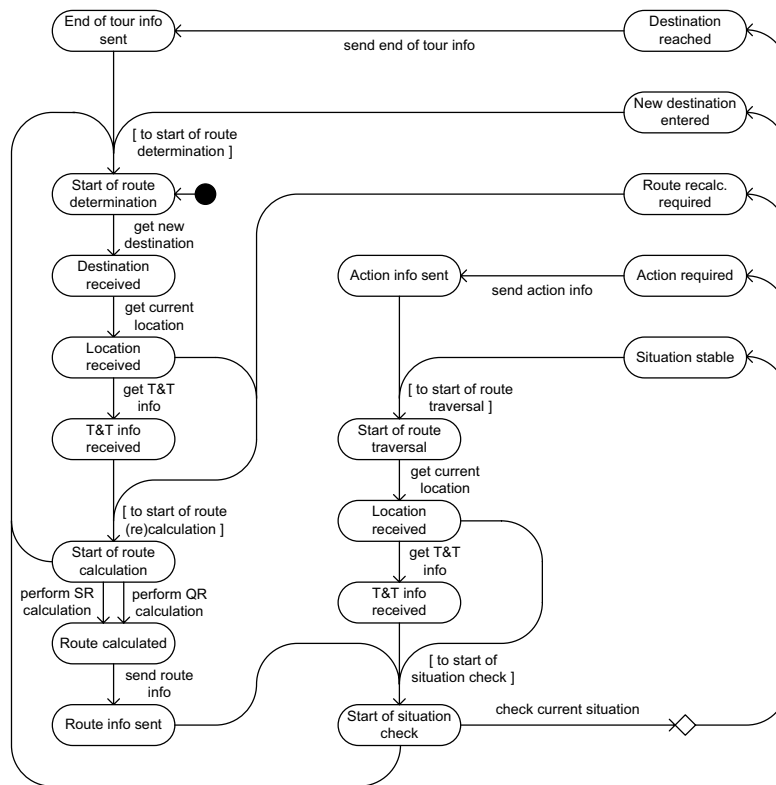 End of tour info
sent
send end of tour info
Destination
reached
New destination
entered
[ to start of route
determination ]
Start of route
determination
Route recalc.
required
get new
destination
Destination
received
Action info sent
send action info
Action required
get current
location
Location
received
Situation stable
get T&T
info
[ to start of route
traversal ]
T&T info
received
Start of route
traversal
get current
location
[ to start of route
(re)calculation ]
Location
received
Start of route
calculation
get T&T
info
perform SR
calculation
perform QR
calculation
T&T info
received
Route calculated
send route
info
[ to start of
situation check ]
Route info sent
Start of situation
check
check current situation